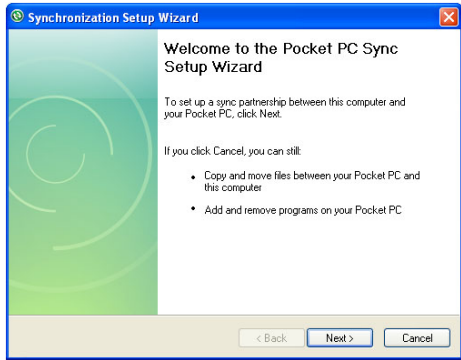 Synchronization Setup Wizard
Welcome to the Pocket PC Sync
Setup Wizard
To set up a sync partnership between this computer and
your Pocket PC, click Next.
If you click Cancel, you can still:
• Copy and move files between your Pocket PC and
this computer
• Add and remove programs on your Pocket PC
< Back Next > Cancel